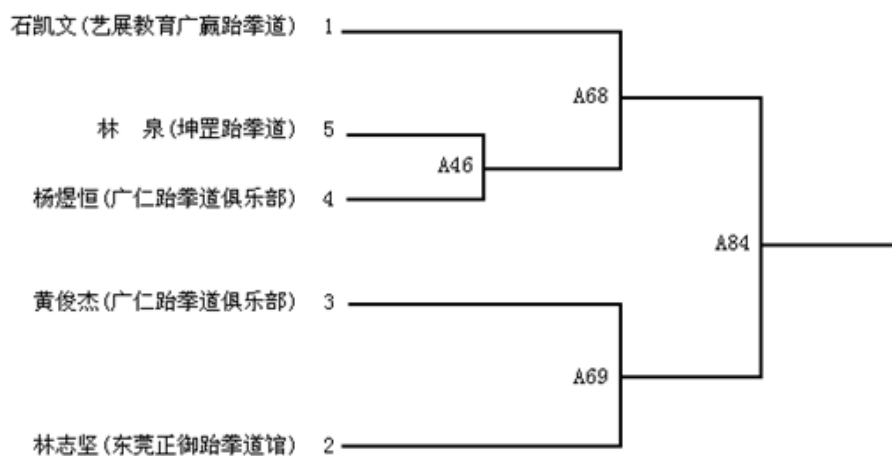 石凯文(艺展教育广赢跆拳道) 1
A68
林 泉(坤罡跆拳道) 5
A46
杨煜恒(广仁跆拳道俱乐部) 4
A84
黄俊杰(广仁跆拳道俱乐部) 3
A69
林志坚(东莞正御跆拳道馆) 2